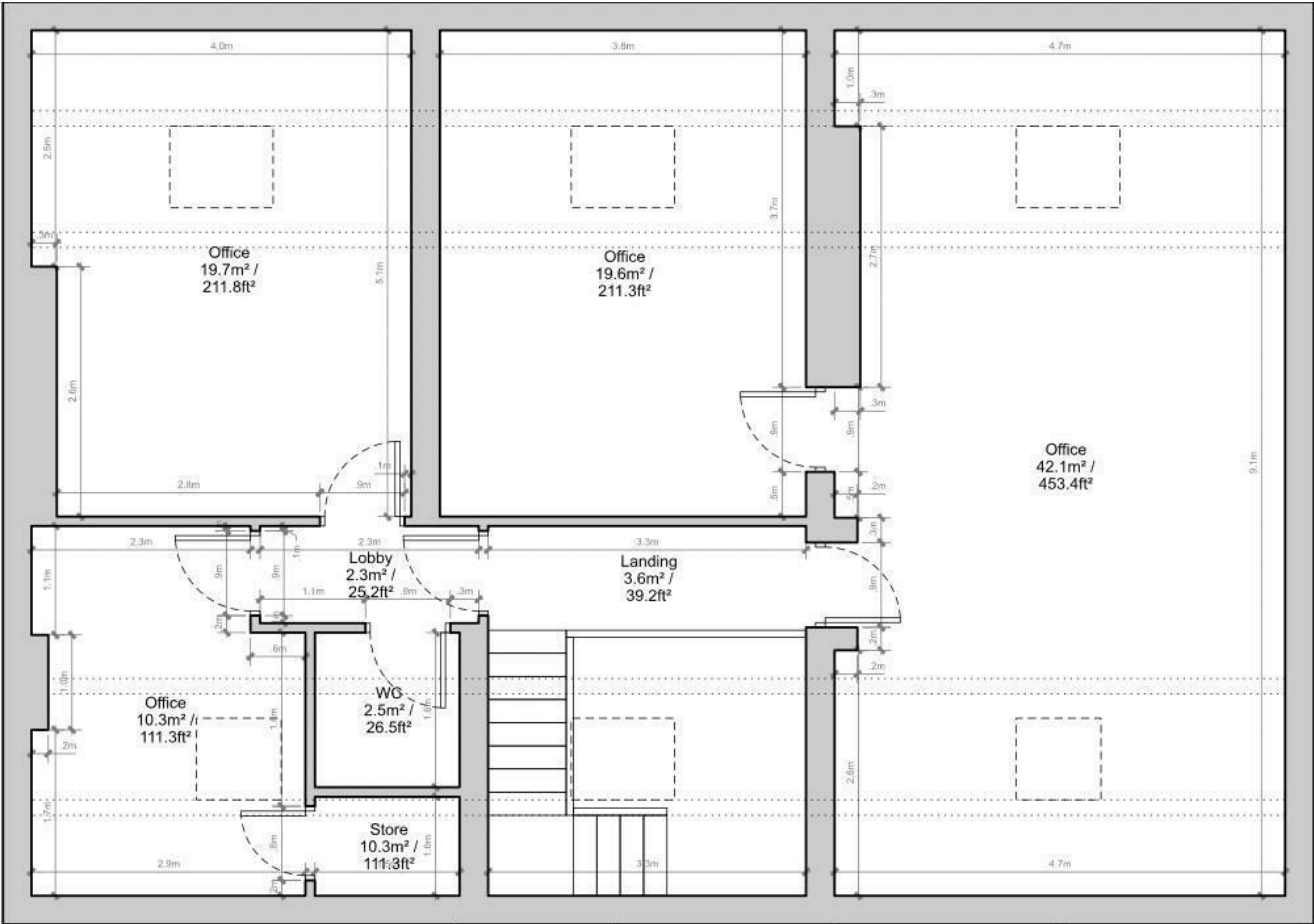 4.0m
3.8m
4.7m
1.0m
.3m
2.5m
3.7m
2.7m
.3m
5.1m
Office
19.7m² /
211.8ft²
Office
19.6m² /
211.3ft²
2.6m
.3m
.9m
.9m
Office
42.1m² /
453.4ft²
9.1m
.1m
2.8m
.9m
.5m
.5m
.2m
.3m
2.3m
2.3m
3.3m
.1m
Lobby
2.3m² /
25.2ft²
Landing
3.6m² /
39.2ft²
1.1m
.9m
.9m
.9m
1.1m
.3m
.2m
.2m
.2m
.6m
1.0m
Office
10.3m² /
111.3ft²
WC
2.5m² /
26.5ft²
.2m
2.6m
1.7m
Store
10.3m² /
111.3ft²
.8m
1.0m
2.9m
3.3m
4.7m
.2m